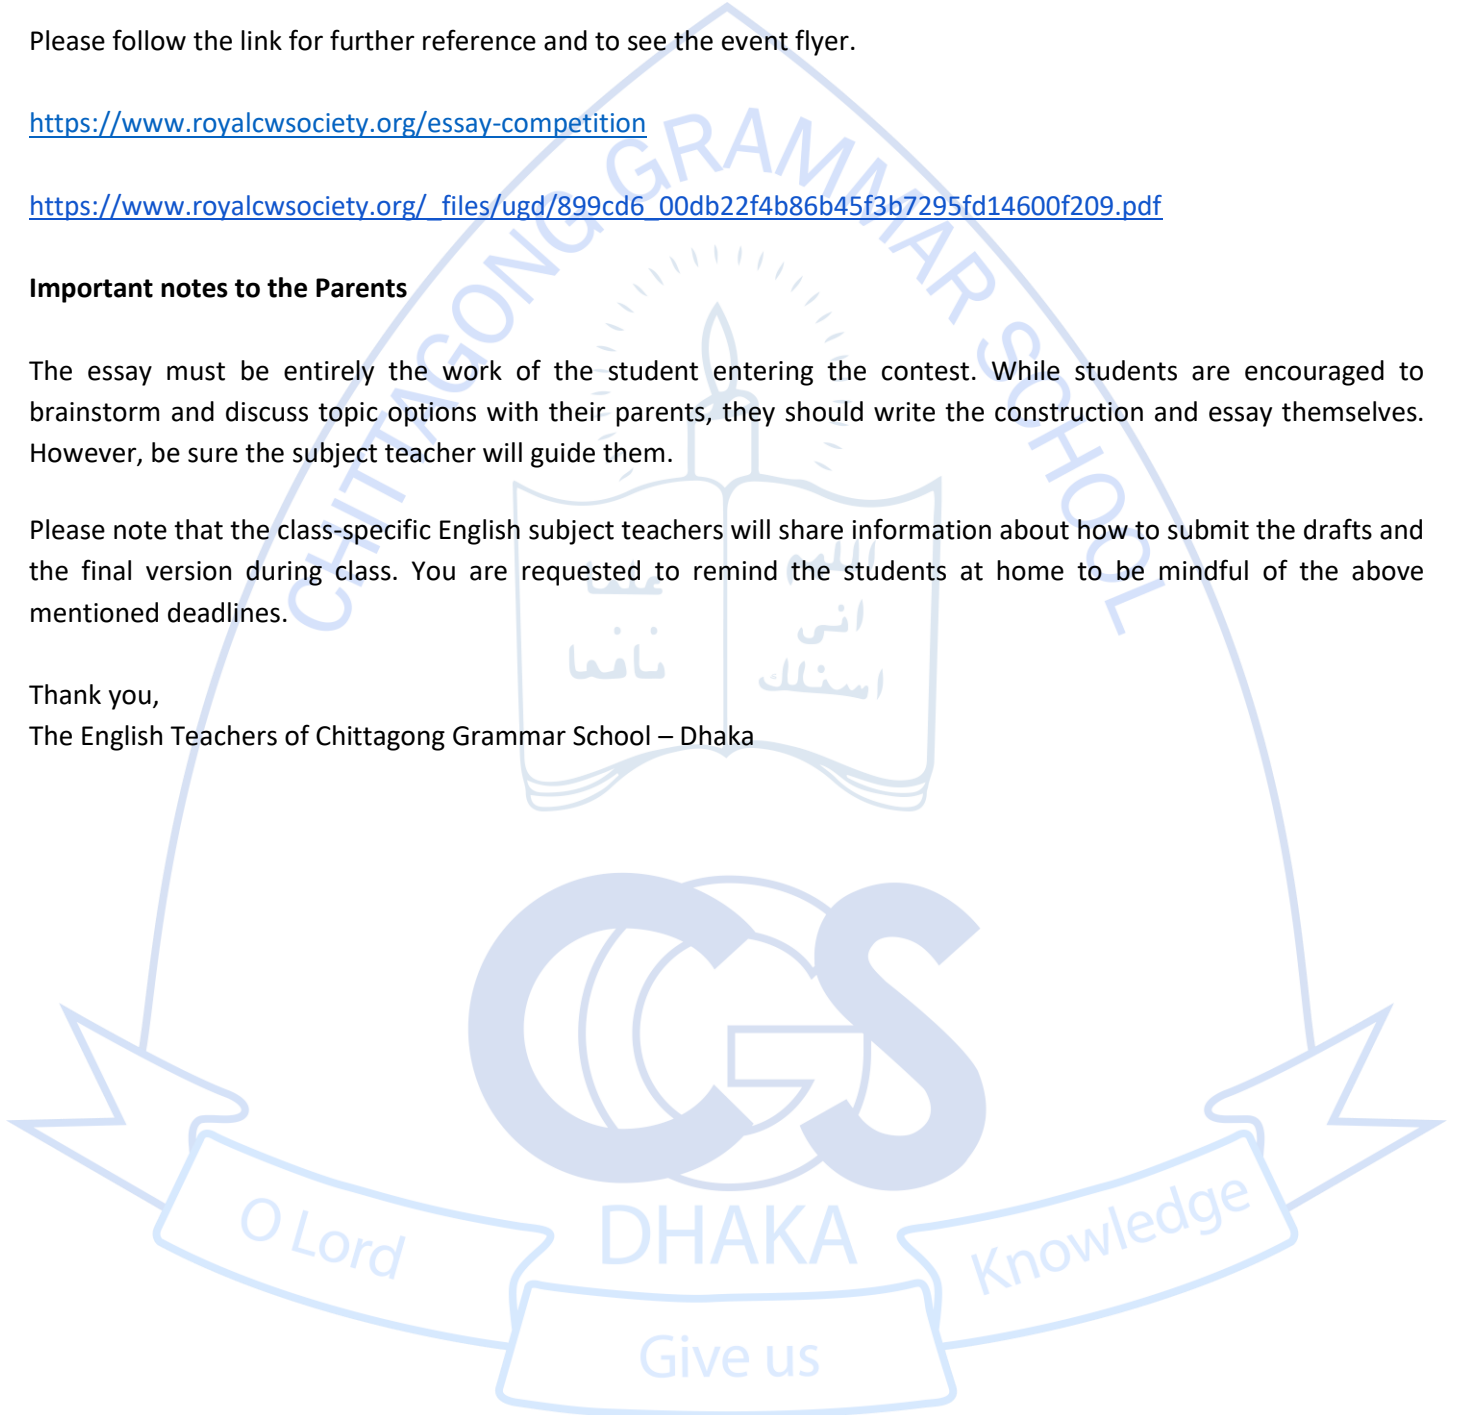 Please follow the link for further reference and to see the event flyer.
https://www.royalcwsociety.org/essay-competition
https://www.royalcwsociety.org/_files/ugd/899cd6_00db22f4b86b45f3b7295fd14600f209.pdf
Important notes to the Parents
The essay must be entirely the work of the student entering the contest. While students are encouraged to
brainstorm and discuss topic options with their parents, they should write the construction and essay themselves.
However, be sure the subject teacher will guide them.
Please note that the class-specific English subject teachers will share information about how to submit the drafts and
the final version during class. You are requested to remind the students at home to be mindful of the above
mentioned deadlines.
Thank you,
The English Teachers of Chittagong Grammar School – Dhaka
CHITTAGONG GRAMMAR SCHOOL
اللهم
انى
اسئلك
علما
نافعا
CGS
DHAKA
O Lord
Give us
Knowledge